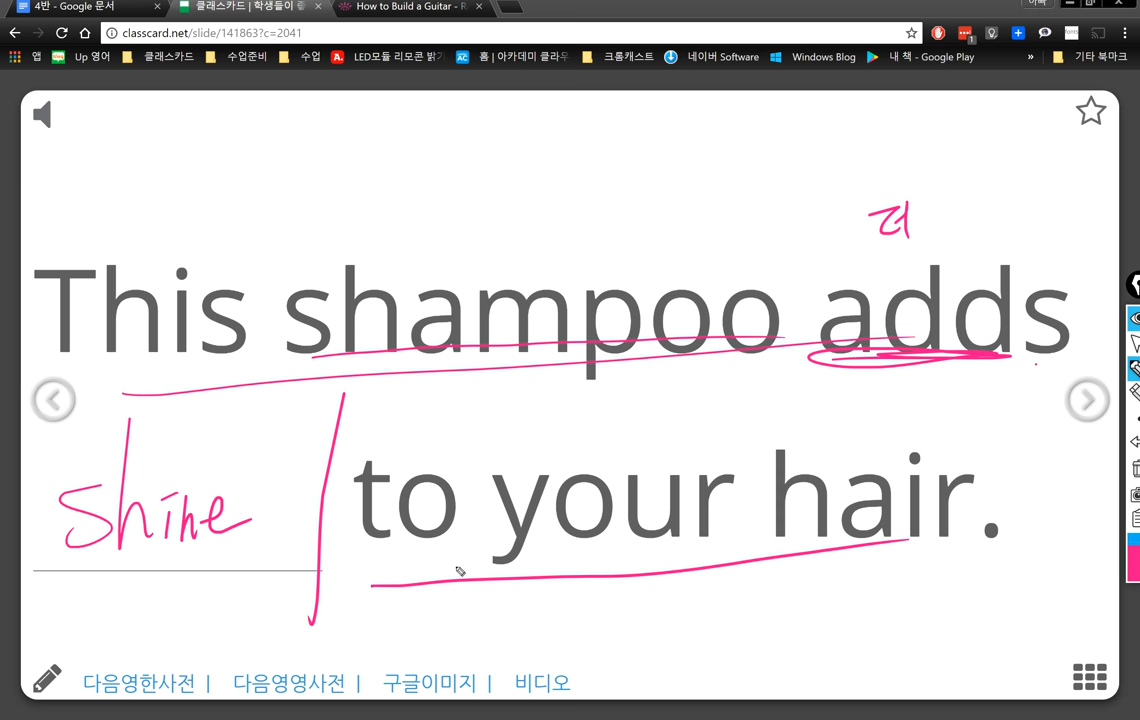 4반 - Google 문서
클래스카드 | 학생들이 좋
How to Build a Guitar - R
아빠
classcard.net/slide/141863?c=2041
앱 Up 영어 클래스카드 수업준비 수업 LED모듈 리모콘 밝기 홈 | 아카데미 클라우 크롬캐스트 네이버 Software Windows Blog 내 책 - Google Play » 기타 북마크
더
This shampoo adds
shine to your hair.
다음영한사전 | 다음영영사전 | 구글이미지 | 비디오